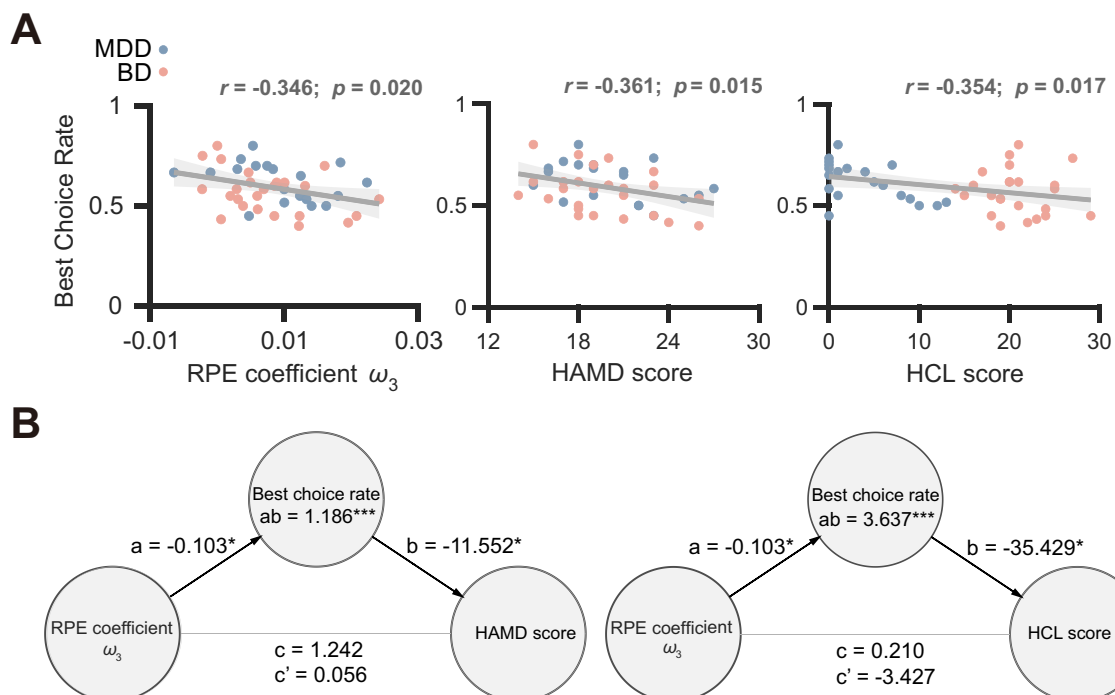 A
MDD
BD
r = -0.346; p = 0.020
r = -0.361; p = 0.015
r = -0.354; p = 0.017
Best Choice Rate
1
0.5
0
-0.01
0.01
0.03
RPE coefficient ω3
1
0.5
0
12
18
24
30
HAMD score
1
0.5
0
0
10
20
30
HCL score
B
Best choice rate
ab = 1.186***
a = -0.103*
b = -11.552*
RPE coefficient
ω3
HAMD score
c = 1.242
c’ = 0.056
Best choice rate
ab = 3.637***
a = -0.103*
b = -35.429*
RPE coefficient
ω3
HCL score
c = 0.210
c’ = -3.427